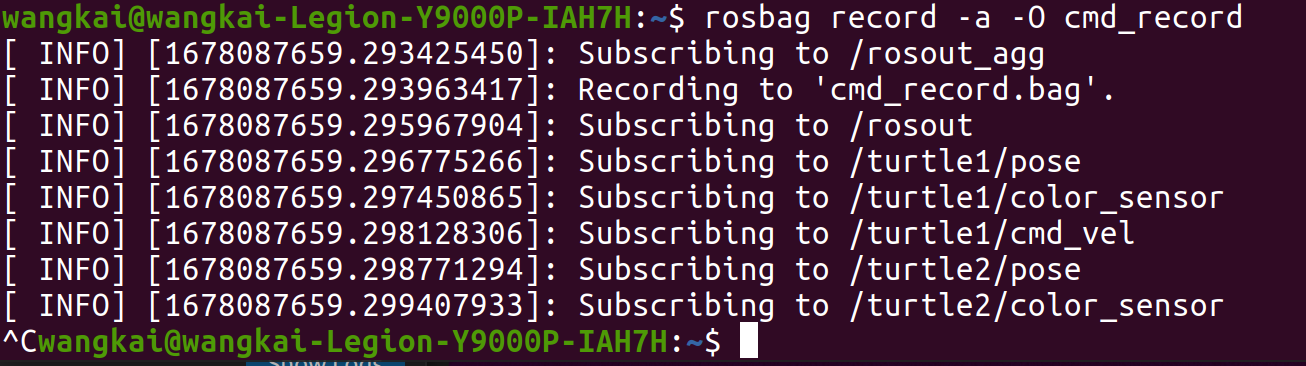 wangkai@wangkai-Legion-Y9000P-IAH7H:~$ rosbag record -a -O cmd_record
[ INFO] [1678087659.293425450]: Subscribing to /rosout_agg
[ INFO] [1678087659.293963417]: Recording to 'cmd_record.bag'.
[ INFO] [1678087659.295967904]: Subscribing to /rosout
[ INFO] [1678087659.296775266]: Subscribing to /turtle1/pose
[ INFO] [1678087659.297450865]: Subscribing to /turtle1/color_sensor
[ INFO] [1678087659.298128306]: Subscribing to /turtle1/cmd_vel
[ INFO] [1678087659.298771294]: Subscribing to /turtle2/pose
[ INFO] [1678087659.299407933]: Subscribing to /turtle2/color_sensor
^Cwangkai@wangkai-Legion-Y9000P-IAH7H:~$